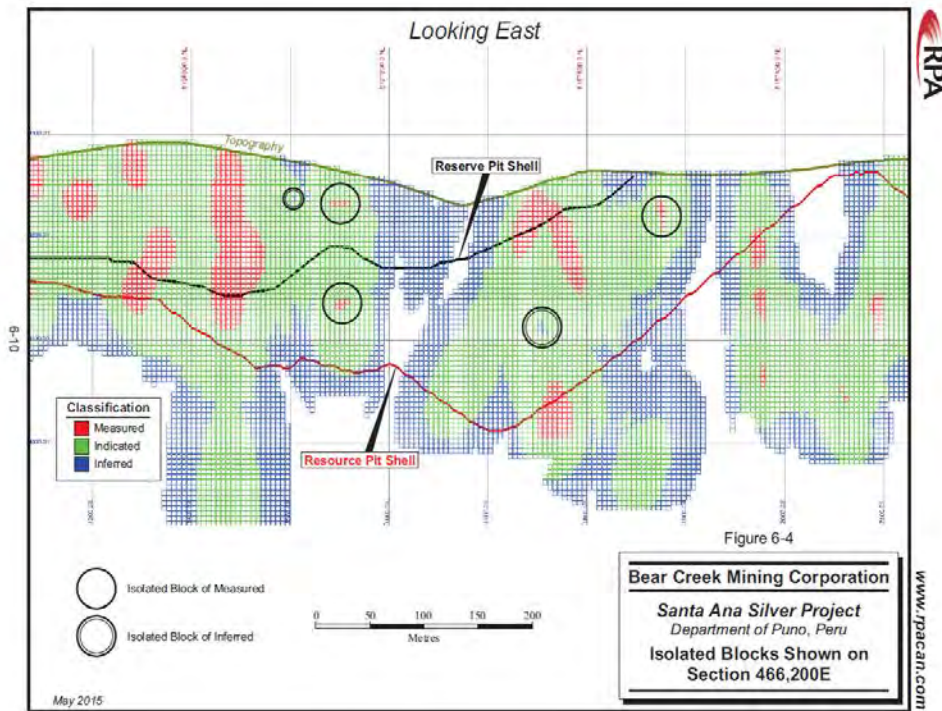 Looking East
RPA
Topography
Reserve Pit Shell
6-10
Classification
Measured
Indicated
Inferred
Resource Pit Shell
Figure 6-4
Isolated Block of Measured
Isolated Block of Inferred
0 50 100 150 200
Metres
Bear Creek Mining Corporation
Santa Ana Silver Project
Department of Puno, Peru
Isolated Blocks Shown on
Section 466,200E
May 2015
www.rpacan.com